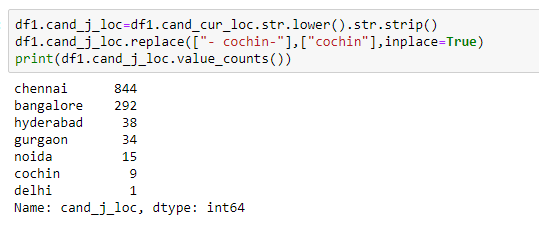 df1.cand_j_loc=df1.cand_cur_loc.str.lower().str.strip()
df1.cand_j_loc.replace(["- cochin-"],["cochin"],inplace=True)
print(df1.cand_j_loc.value_counts())
chennai      844
bangalore    292
hyderabad     38
gurgaon       34
noida         15
cochin         9
delhi          1
Name: cand_j_loc, dtype: int64